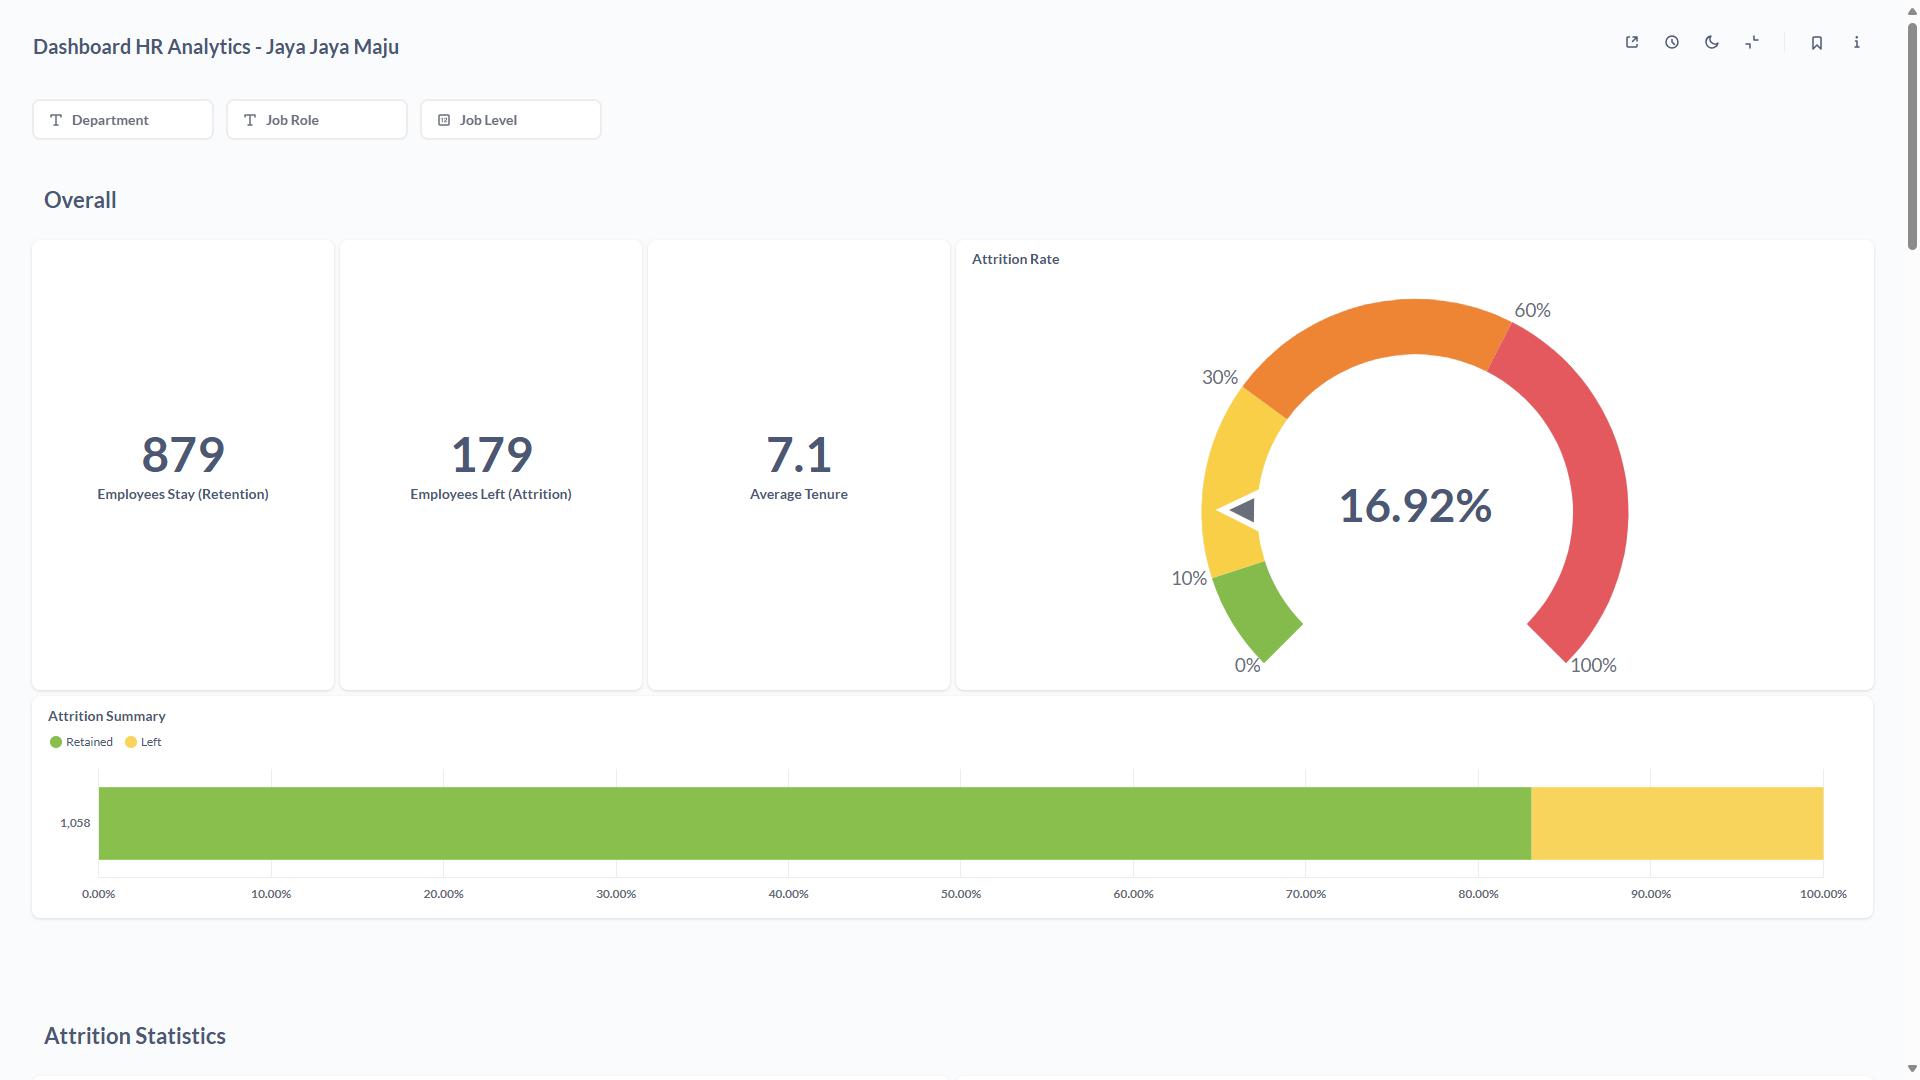 Dashboard HR Analytics - Jaya Jaya Maju
Department
Job Role
Job Level
Overall
879
Employees Stay (Retention)
179
Employees Left (Attrition)
7.1
Average Tenure
Attrition Rate
60%
30%
16.92%
10%
0%
100%
Attrition Summary
Retained
Left
1,058
0.00%
10.00%
20.00%
30.00%
40.00%
50.00%
60.00%
70.00%
80.00%
90.00%
100.00%
Attrition Statistics